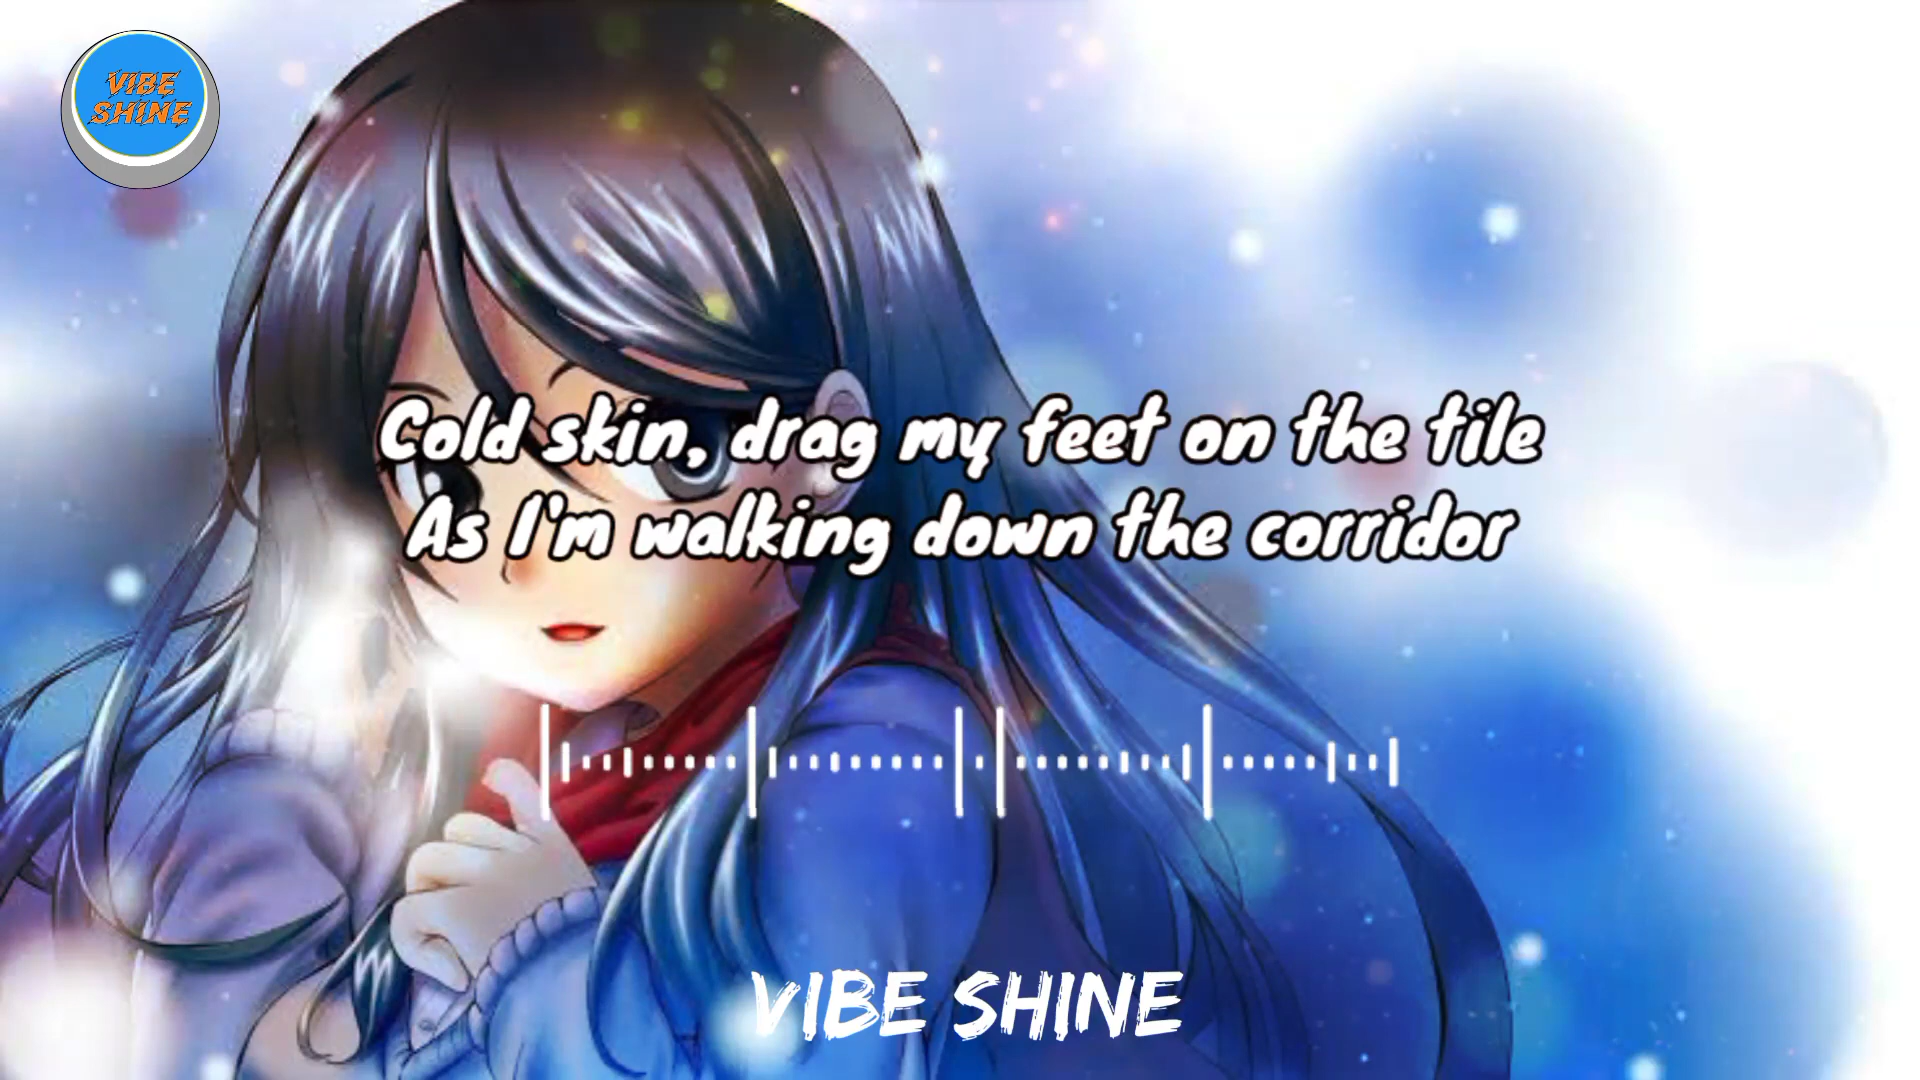 VIBE
SHINE
Cold skin, drag my feet on the tile
As I'm walking down the corridor
VIBE SHINE